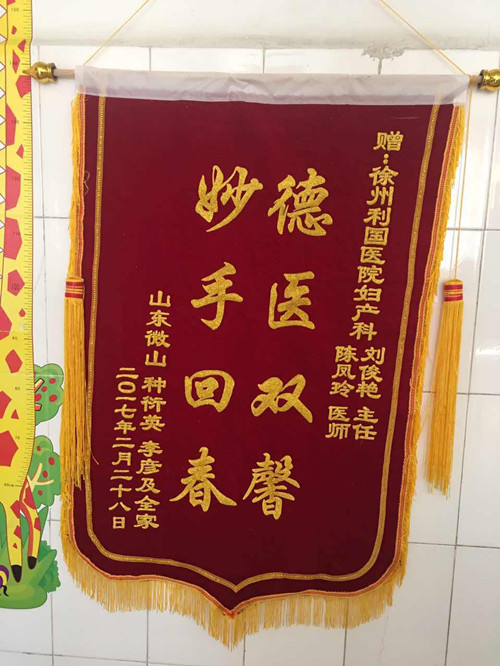 赠：徐州利国医院妇产科
刘俊艳 主任
陈凤玲 医师
德医双馨
妙手回春
山东微山 种衍英 李彦及全家
二〇一七年二月二十八日